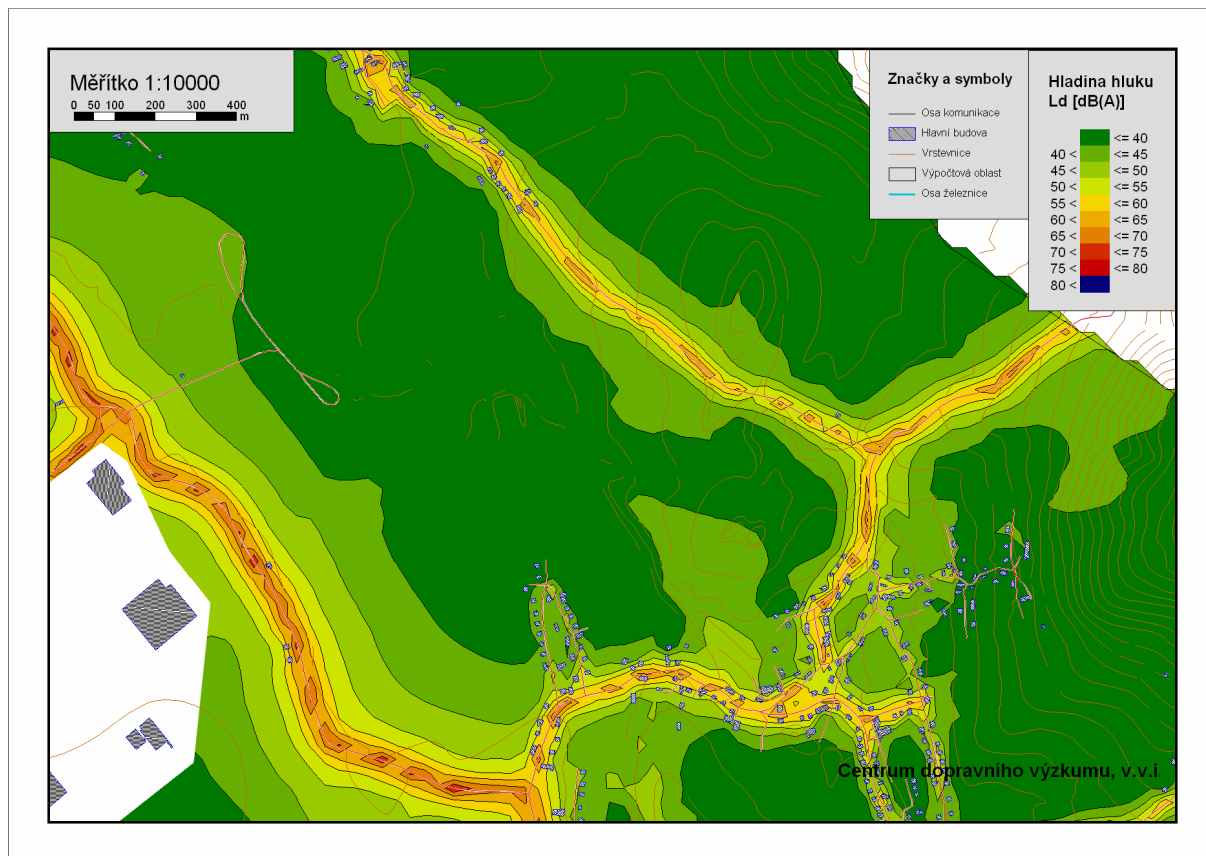 Měřítko 1:10000
0 50 100 200 300 400
m
Značky a symboly
Osa komunikace
Hlavní budova
Vrstevnice
Výpočtová oblast
Osa železnice
Hladina hluku
Ld [dB(A)]
<= 40
40 < <= 45
45 < <= 50
50 < <= 55
55 < <= 60
60 < <= 65
65 < <= 70
70 < <= 75
75 < <= 80
80 <
Centrum dopravního výzkumu, v.v.i